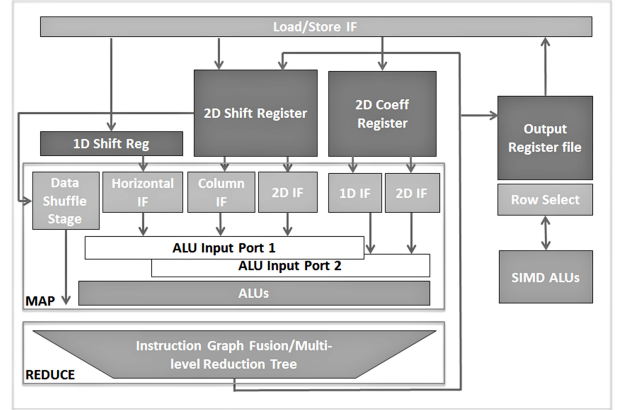 Load/Store IF
2D Shift Register
2D Coeff
Register
Output
Register file
1D Shift Reg
Data
Shuffle
Stage
Horizontal
IF
Column
IF
2D IF
1D IF
2D IF
Row Select
ALU Input Port 1
ALU Input Port 2
SIMD ALUs
ALUs
MAP
Instruction Graph Fusion/Multi-
level Reduction Tree
REDUCE